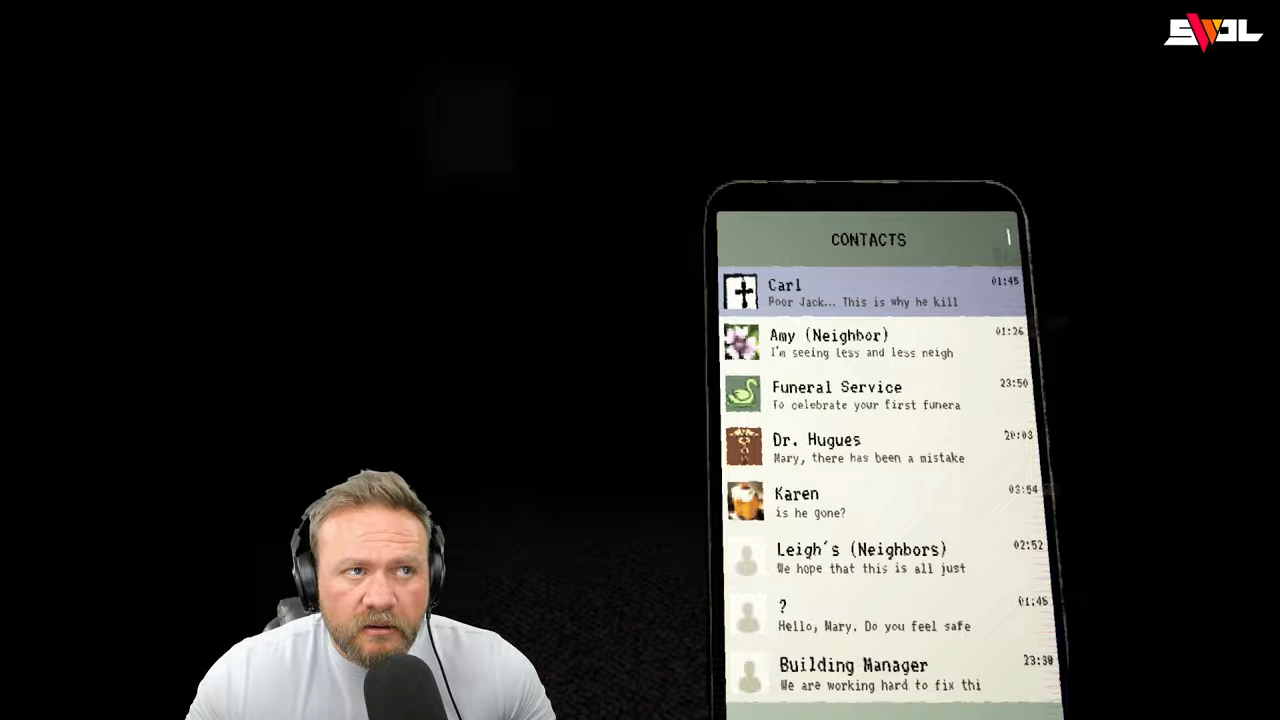 SWOL
CONTACTS
Carl
01:45
Poor Jack... This is why he kill
Amy (Neighbor)
01:26
I'm seeing less and less neigh
Funeral Service
23:50
To celebrate your first funera
Dr. Hugues
20:03
Mary, there has been a mistake
Karen
03:54
is he gone?
Leigh's (Neighbors)
02:52
We hope that this is all just
?
01:45
Hello, Mary. Do you feel safe
Building Manager
23:30
We are working hard to fix thi